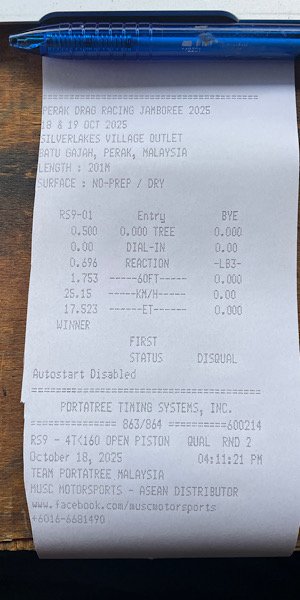 PERAK DRAG RACING JAMBOREE 2025
18 & 19 OCT 2025
SILVERLAKES VILLAGE OUTLET
BATU GAJAH, PERAK, MALAYSIA
LENGTH : 201M
SURFACE : NO-PREP / DRY
RS9-01 Entry BYE
0.500 0.000 TREE 0.000
0.00 DIAL-IN 0.00
0.696 REACTION -LB3-
1.753 -----60FT----- 0.000
25.15 -----KM/H----- 0.00
17.523 ------ET------ 0.000
WINNER
FIRST
STATUS DISQUAL
Autostart Disabled
========================================
PORTATREE TIMING SYSTEMS, INC.
=============== 863/864 ==========600214
RS9 - 4T<160 OPEN PISTON QUAL RND 2
October 18, 2025 04:11:21 PM
TEAM PORTATREE MALAYSIA
MUSC MOTORSPORTS - ASEAN DISTRIBUTOR
www.facebook.com/muscmotorsports
+6016-6681490